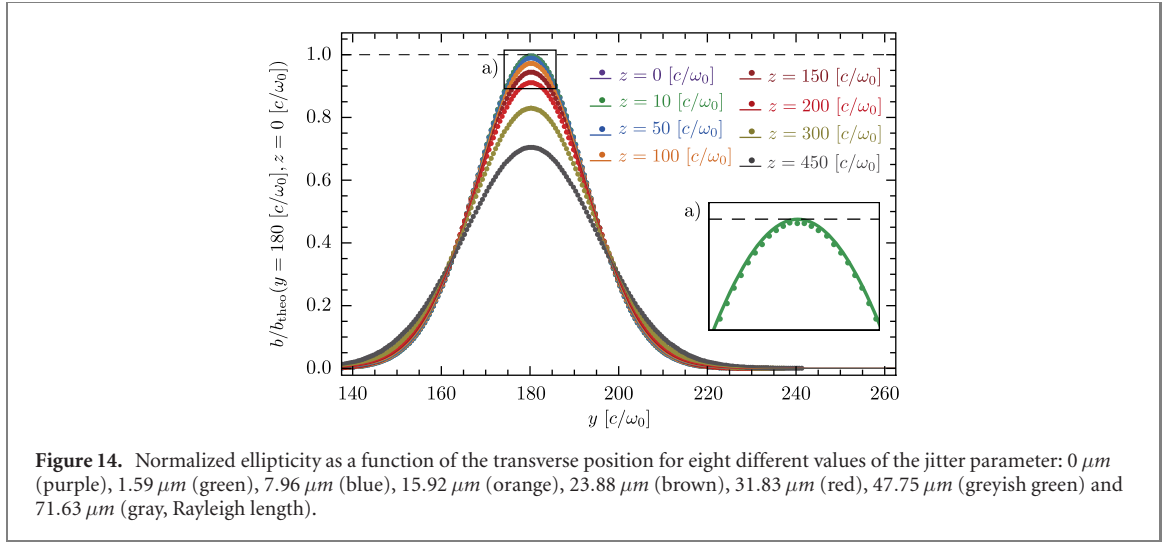 1.0
0.8
0.6
0.4
0.2
0.0
b/b_theo(y = 180 [c/ω₀], z = 0 [c/ω₀])
a)
z = 0 [c/ω₀]
z = 10 [c/ω₀]
z = 50 [c/ω₀]
z = 100 [c/ω₀]
z = 150 [c/ω₀]
z = 200 [c/ω₀]
z = 300 [c/ω₀]
z = 450 [c/ω₀]
a)
140 160 180 200 220 240 260
y [c/ω₀]
Figure 14. Normalized ellipticity as a function of the transverse position for eight different values of the jitter parameter: 0 μm
(purple), 1.59 μm (green), 7.96 μm (blue), 15.92 μm (orange), 23.88 μm (brown), 31.83 μm (red), 47.75 μm (greyish green) and
71.63 μm (gray, Rayleigh length).